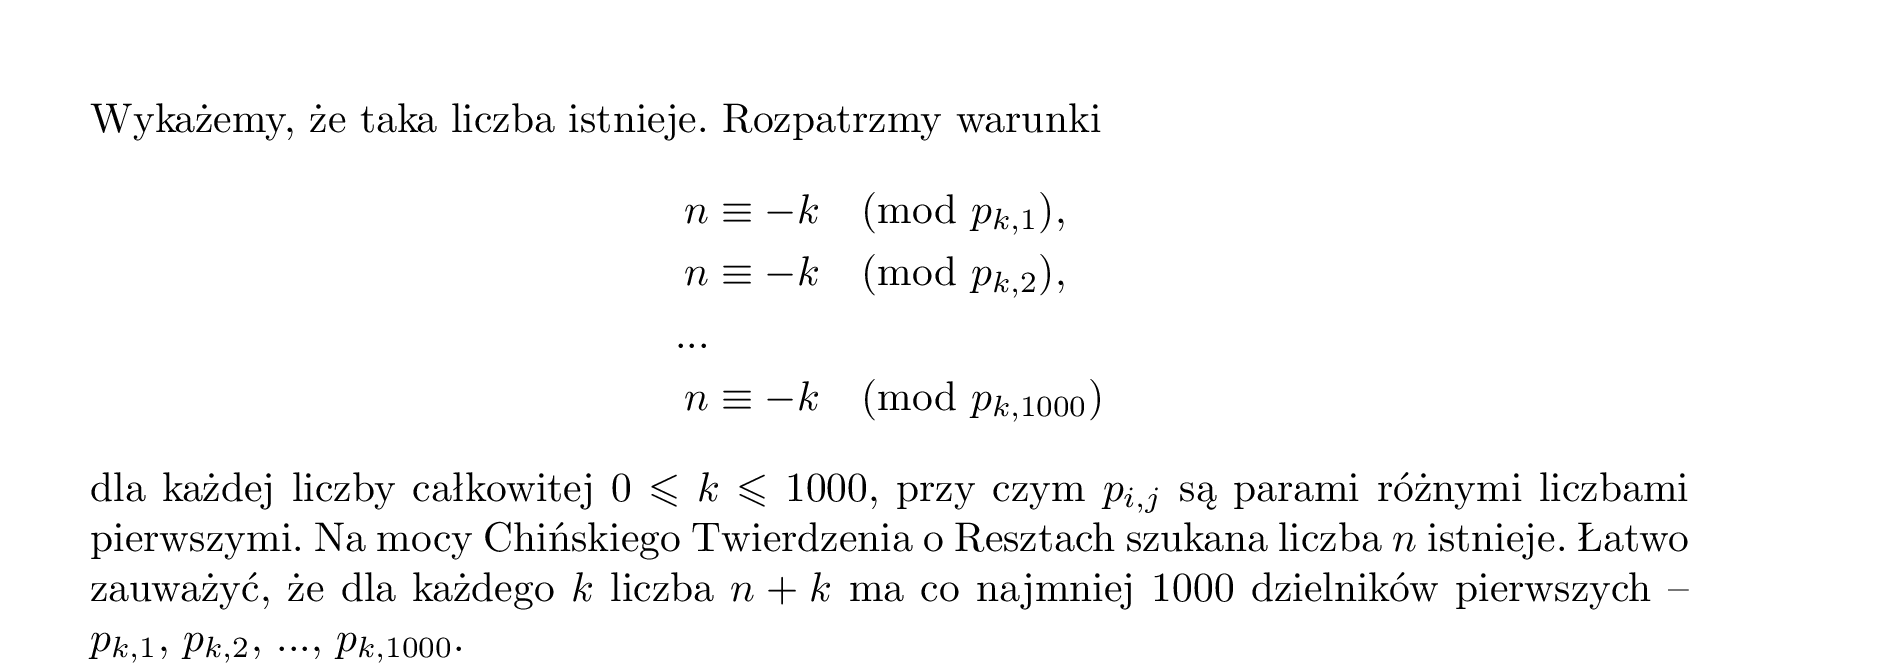 Wykażemy, że taka liczba istnieje. Rozpatrzmy warunki
n ≡ −k (mod p_{k,1}),
n ≡ −k (mod p_{k,2}),
...
n ≡ −k (mod p_{k,1000})
dla każdej liczby całkowitej 0 ⩽ k ⩽ 1000, przy czym p_{i,j} są parami różnymi liczbami
pierwszymi. Na mocy Chińskiego Twierdzenia o Resztach szukana liczba n istnieje. Łatwo
zauważyć, że dla każdego k liczba n + k ma co najmniej 1000 dzielników pierwszych –
p_{k,1}, p_{k,2}, ..., p_{k,1000}.